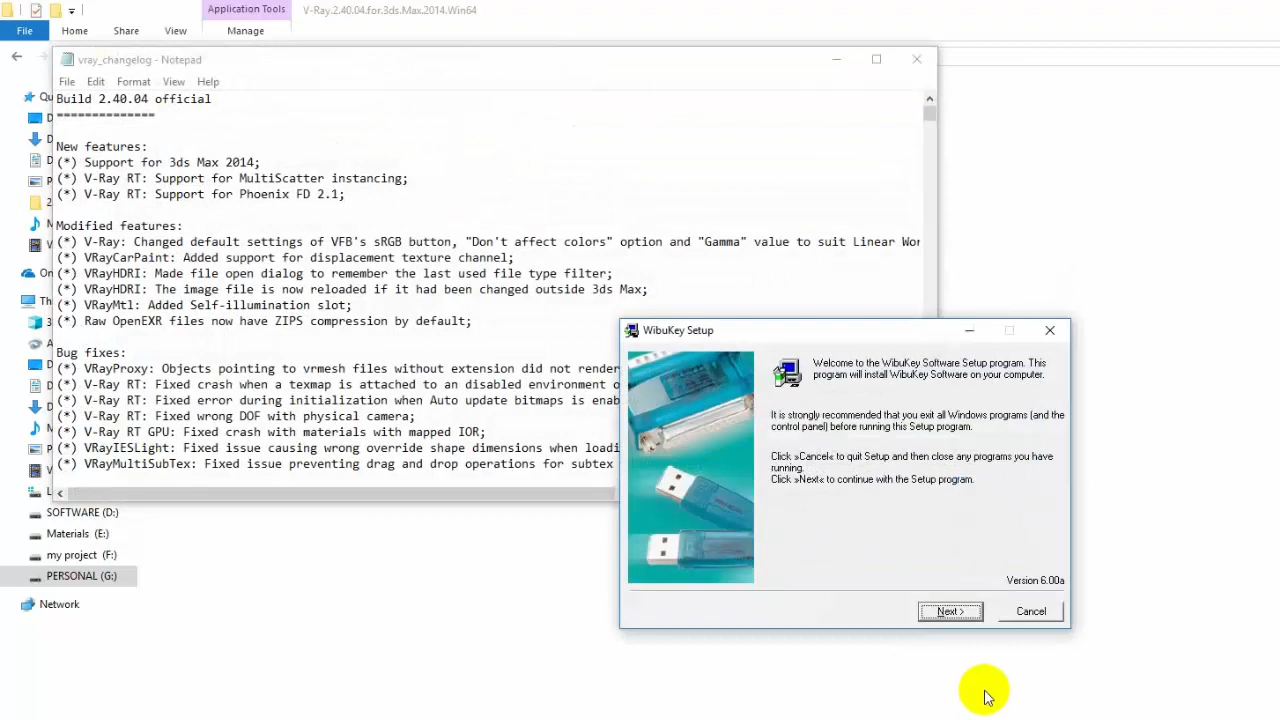 Application Tools
V-Ray.2.40.04.for.3ds.Max.2014.Win64
File
Home
Share
View
Manage
vray_changelog - Notepad
File
Edit
Format
View
Help
Build 2.40.04 official
==============
New features:
(*) Support for 3ds Max 2014;
(*) V-Ray RT: Support for MultiScatter instancing;
(*) V-Ray RT: Support for Phoenix FD 2.1;
Modified features:
(*) V-Ray: Changed default settings of VFB's sRGB button, "Don't affect colors" option and "Gamma" value to suit Linear Wor
(*) VRayCarPaint: Added support for displacement texture channel;
(*) VRayHDRI: Made file open dialog to remember the last used file type filter;
(*) VRayHDRI: The image file is now reloaded if it had been changed outside 3ds Max;
(*) VRayMtl: Added Self-illumination slot;
(*) Raw OpenEXR files now have ZIPS compression by default;
Bug fixes:
(*) VRayProxy: Objects pointing to vrmesh files without extension did not render
(*) V-Ray RT: Fixed crash when a texmap is attached to an disabled environment o
(*) V-Ray RT: Fixed error during initialization when Auto update bitmaps is enab
(*) V-Ray RT: Fixed wrong DOF with physical camera;
(*) V-Ray RT GPU: Fixed crash with materials with mapped IOR;
(*) VRayIESLight: Fixed issue causing wrong override shape dimensions when loadi
(*) VRayMultiSubTex: Fixed issue preventing drag and drop operations for subtex
Qu
D
D
D
P
2
M
V
On
Th
3
A
D
D
D
M
P
V
L
SOFTWARE (D:)
Materials (E:)
my project (F:)
PERSONAL (G:)
Network
WibuKey Setup
Welcome to the WibuKey Software Setup program. This
program will install WibuKey Software on your computer.
It is strongly recommended that you exit all Windows programs (and the
control panel) before running this Setup program.
Click »Cancel« to quit Setup and then close any programs you have
running.
Click »Next« to continue with the Setup program.
Version 6.00a
Next >
Cancel